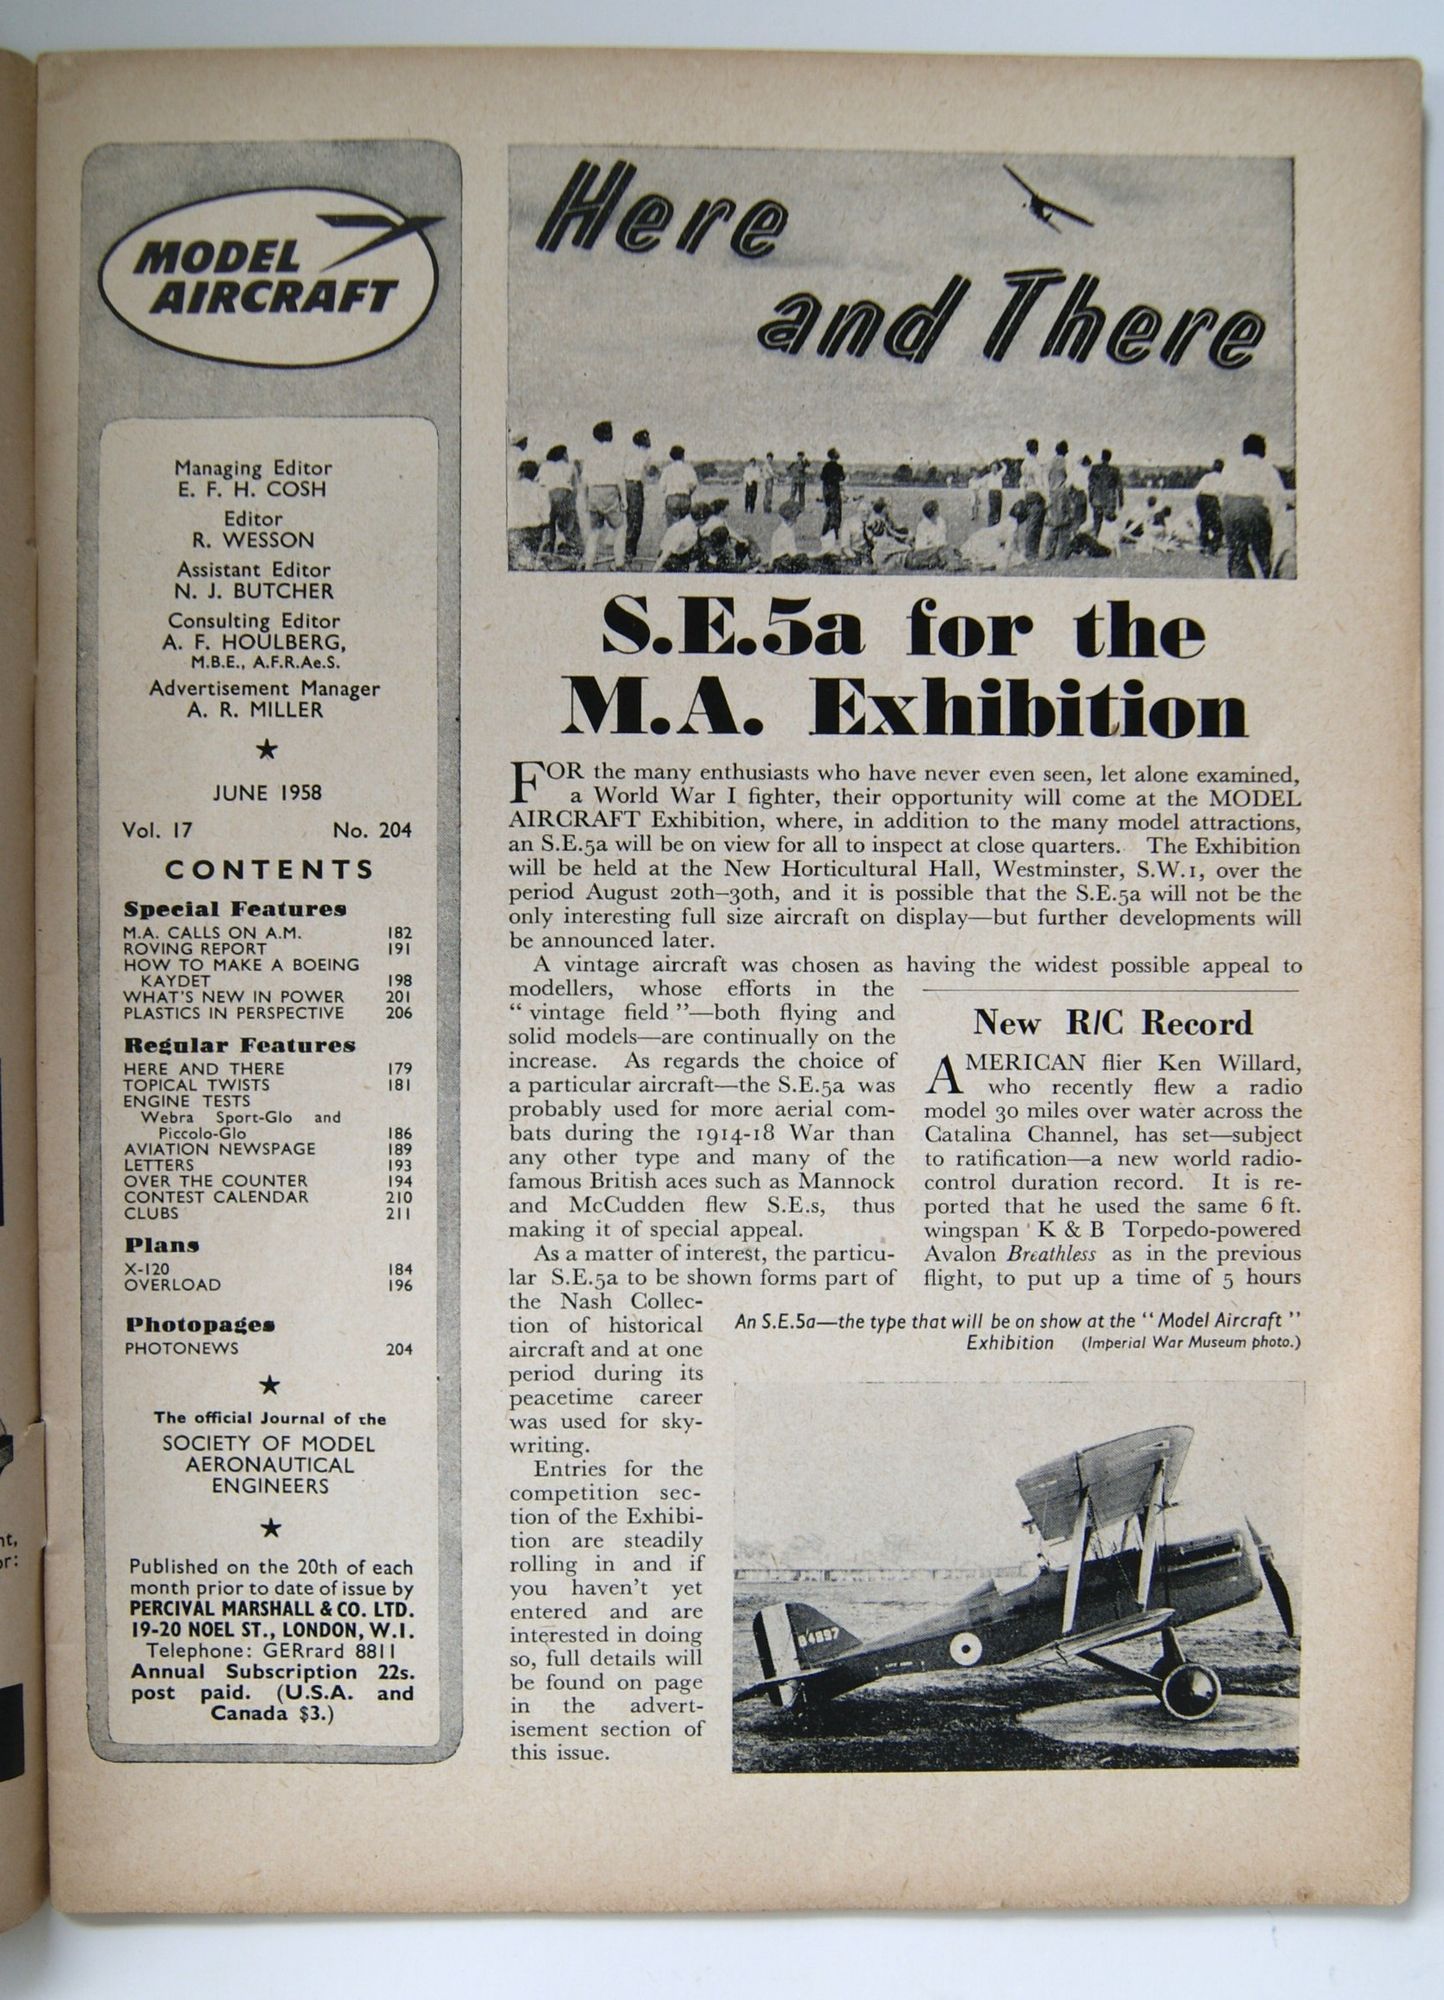 MODEL
AIRCRAFT
Managing Editor
E. F. H. COSH
Editor
R. WESSON
Assistant Editor
N. J. BUTCHER
Consulting Editor
A. F. HOULBERG,
M.B.E., A.F.R.Ae.S.
Advertisement Manager
A. R. MILLER
★
JUNE 1958
Vol. 17 No. 204
CONTENTS
Special Features
M.A. CALLS ON A.M. 182
ROVING REPORT 191
HOW TO MAKE A BOEING
KAYDET 198
WHAT'S NEW IN POWER 201
PLASTICS IN PERSPECTIVE 206
Regular Features
HERE AND THERE 179
TOPICAL TWISTS 181
ENGINE TESTS
Webra Sport-Glo and
Piccolo-Glo 186
AVIATION NEWSPAGE 189
LETTERS 193
OVER THE COUNTER 194
CONTEST CALENDAR 210
CLUBS 211
Plans
X-120 184
OVERLOAD 196
Photopages
PHOTONEWS 204
★
The official Journal of the
SOCIETY OF MODEL
AERONAUTICAL
ENGINEERS
★
Published on the 20th of each
month prior to date of issue by
PERCIVAL MARSHALL & CO. LTD.
19-20 NOEL ST., LONDON, W.I.
Telephone: GERrard 8811
Annual Subscription 22s.
post paid. (U.S.A. and
Canada $3.)
Here
and There
S.E.5a for the
M.A. Exhibition
FOR the many enthusiasts who have never even seen, let alone examined,
a World War I fighter, their opportunity will come at the MODEL
AIRCRAFT Exhibition, where, in addition to the many model attractions,
an S.E.5a will be on view for all to inspect at close quarters. The Exhibition
will be held at the New Horticultural Hall, Westminster, S.W.1, over the
period August 20th–30th, and it is possible that the S.E.5a will not be the
only interesting full size aircraft on display—but further developments will
be announced later.
A vintage aircraft was chosen as having the widest possible appeal to
modellers, whose efforts in the
“ vintage field ”—both flying and
solid models—are continually on the
increase. As regards the choice of
a particular aircraft—the S.E.5a was
probably used for more aerial com-
bats during the 1914-18 War than
any other type and many of the
famous British aces such as Mannock
and McCudden flew S.E.s, thus
making it of special appeal.
As a matter of interest, the particu-
lar S.E.5a to be shown forms part of
the Nash Collec-
tion of historical
aircraft and at one
period during its
peacetime career
was used for sky-
writing.
Entries for the
competition sec-
tion of the Exhibi-
tion are steadily
rolling in and if
you haven't yet
entered and are
interested in doing
so, full details will
be found on page
in the advert-
isement section of
this issue.
New R/C Record
AMERICAN flier Ken Willard,
who recently flew a radio
model 30 miles over water across the
Catalina Channel, has set—subject
to ratification—a new world radio-
control duration record. It is re-
ported that he used the same 6 ft.
wingspan K & B Torpedo-powered
Avalon Breathless as in the previous
flight, to put up a time of 5 hours
An S.E.5a—the type that will be on show at the “ Model Aircraft ”
Exhibition (Imperial War Museum photo.)